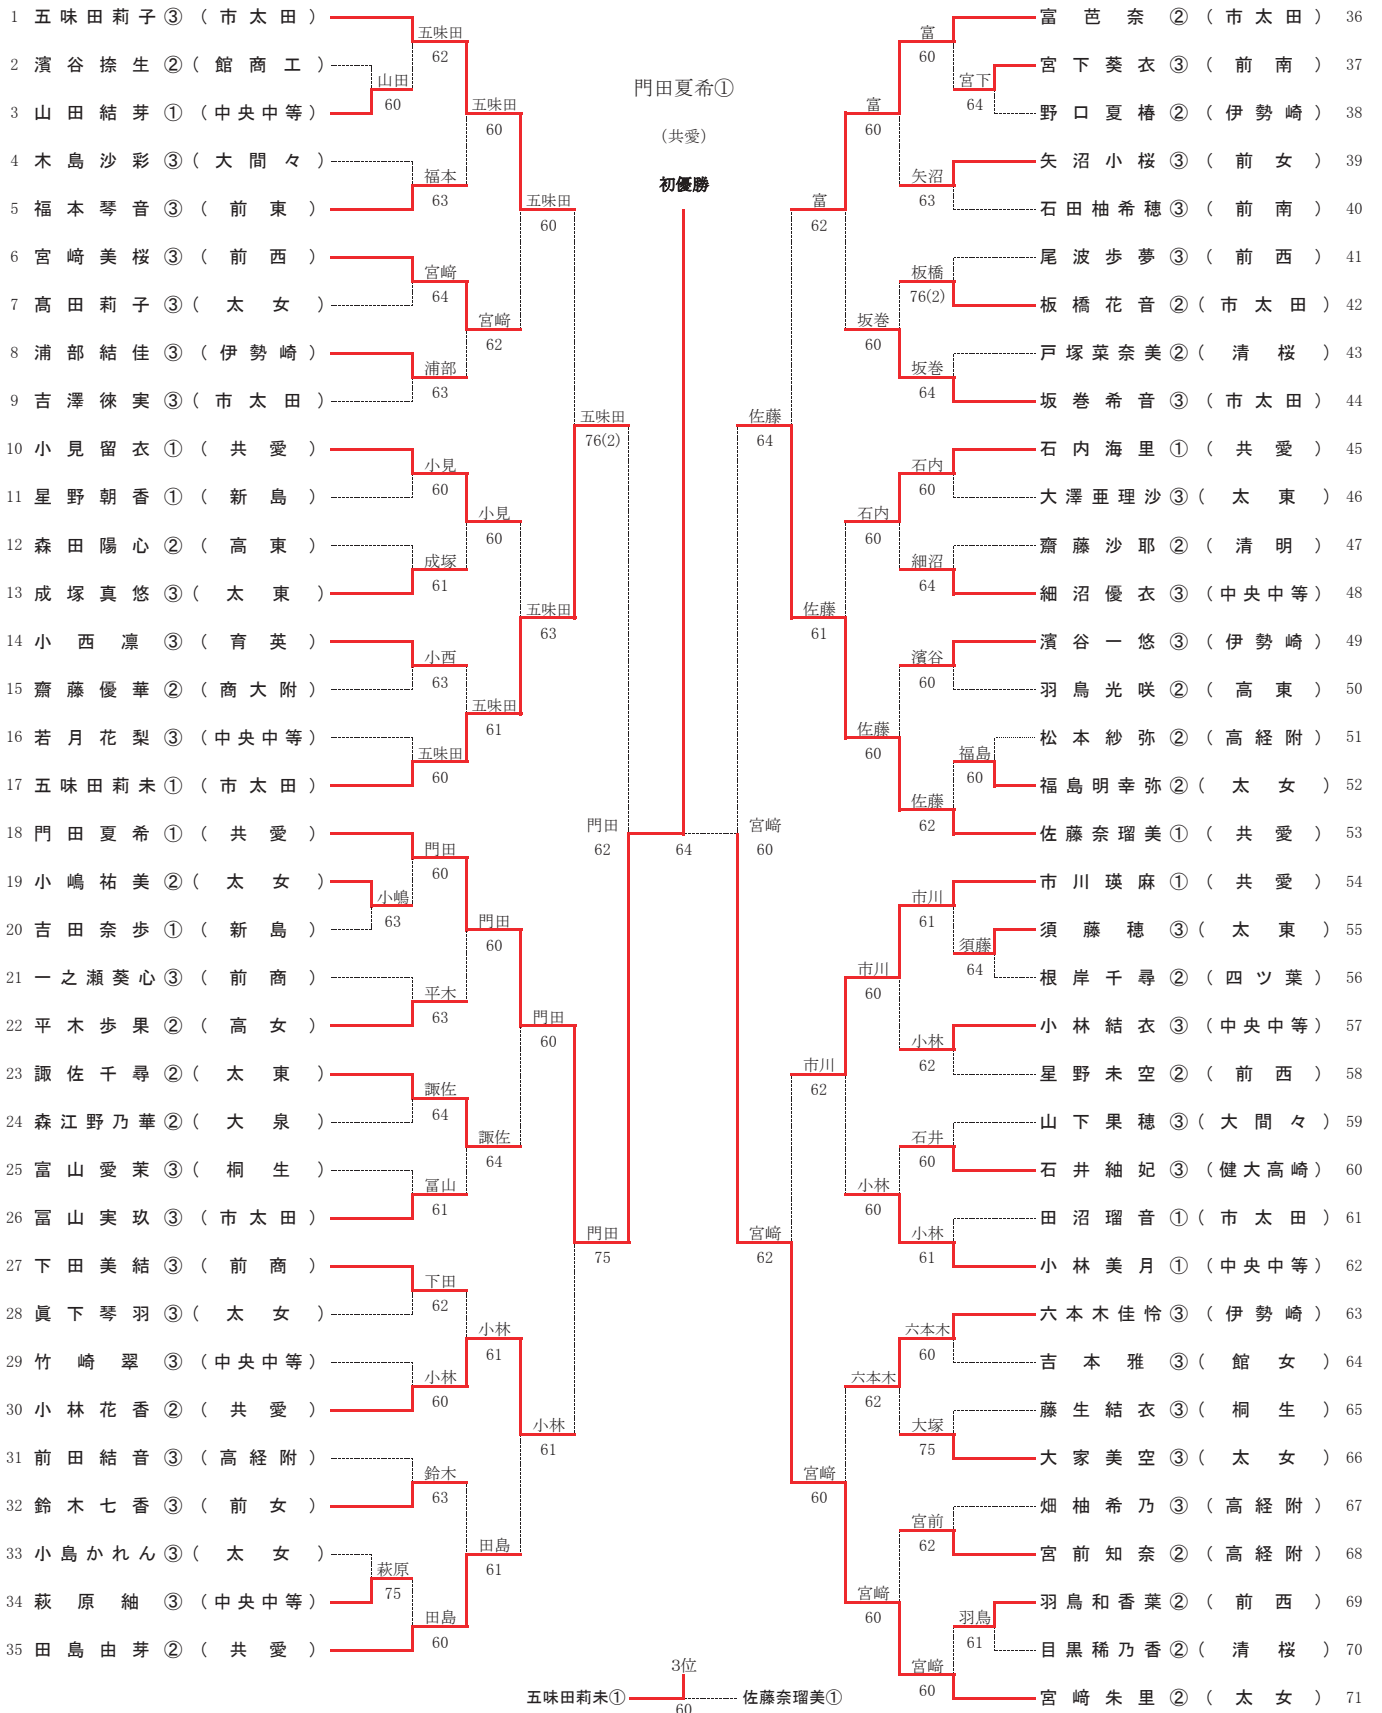 門田夏希①
（共愛）
初優勝
1 五味田莉子③（市太田）
2 濱谷捺生②（館商工）
3 山田結芽①（中央中等）
4 木島沙彩③（大間々）
5 福本琴音③（前東）
6 宮﨑美桜③（前西）
7 髙田莉子③（太女）
8 浦部結佳③（伊勢崎）
9 吉澤徠実③（市太田）
10 小見留衣①（共愛）
11 星野朝香①（新島）
12 森田陽心②（高東）
13 成塚真悠③（太東）
14 小西凛③（育英）
15 齋藤優華②（商大附）
16 若月花梨③（中央中等）
17 五味田莉未①（市太田）
18 門田夏希①（共愛）
19 小嶋祐美②（太女）
20 吉田奈歩①（新島）
21 一之瀬葵心③（前商）
22 平木歩果②（高女）
23 諏佐千尋②（太東）
24 森江野乃華②（大泉）
25 富山愛茉③（桐生）
26 冨山実玖③（市太田）
27 下田美結③（前商）
28 眞下琴羽③（太女）
29 竹崎翠③（中央中等）
30 小林花香②（共愛）
31 前田結音③（高経附）
32 鈴木七香③（前女）
33 小島かれん③（太女）
34 萩原紬③（中央中等）
35 田島由芽②（共愛）
五味田
62
山田
60
五味田
60
福本
63
五味田
60
宮﨑
64
宮﨑
62
浦部
63
五味田
76(2)
小見
60
小見
60
成塚
61
五味田
63
小西
63
五味田
61
五味田
60
門田
62
門田
60
小嶋
63
門田
60
平木
63
門田
60
諏佐
64
諏佐
64
冨山
61
門田
75
下田
62
小林
61
小林
60
小林
61
鈴木
63
田島
61
萩原
75
田島
60
64
富
60
宮下
64
富
60
矢沼
63
富
62
板橋
76(2)
坂巻
60
坂巻
64
佐藤
64
石内
60
石内
60
細沼
64
佐藤
61
濱谷
60
佐藤
60
福島
60
佐藤
62
宮﨑
60
市川
61
須藤
64
市川
60
小林
62
市川
62
石井
60
小林
60
小林
61
宮﨑
62
六本木
60
六本木
62
大塚
75
宮﨑
60
宮前
62
宮﨑
60
羽鳥
61
宮﨑
60
富芭奈②（市太田） 36
宮下葵衣③（前南） 37
野口夏椿②（伊勢崎） 38
矢沼小桜③（前女） 39
石田柚希穂③（前南） 40
尾波歩夢③（前西） 41
板橋花音②（市太田） 42
戸塚菜奈美②（清桜） 43
坂巻希音③（市太田） 44
石内海里①（共愛） 45
大澤亜理沙③（太東） 46
齋藤沙耶②（清明） 47
細沼優衣③（中央中等） 48
濱谷一悠③（伊勢崎） 49
羽鳥光咲②（高東） 50
松本紗弥②（高経附） 51
福島明幸弥②（太女） 52
佐藤奈瑠美①（共愛） 53
市川瑛麻①（共愛） 54
須藤穂③（太東） 55
根岸千尋②（四ツ葉） 56
小林結衣③（中央中等） 57
星野未空②（前西） 58
山下果穂③（大間々） 59
石井紬妃③（健大高崎） 60
田沼瑠音①（市太田） 61
小林美月①（中央中等） 62
六本木佳怜③（伊勢崎） 63
吉本雅③（館女） 64
藤生結衣③（桐生） 65
大家美空③（太女） 66
畑柚希乃③（高経附） 67
宮前知奈②（高経附） 68
羽鳥和香葉②（前西） 69
目黒稀乃香②（清桜） 70
宮﨑朱里②（太女） 71
3位
五味田莉未①
佐藤奈瑠美①
60